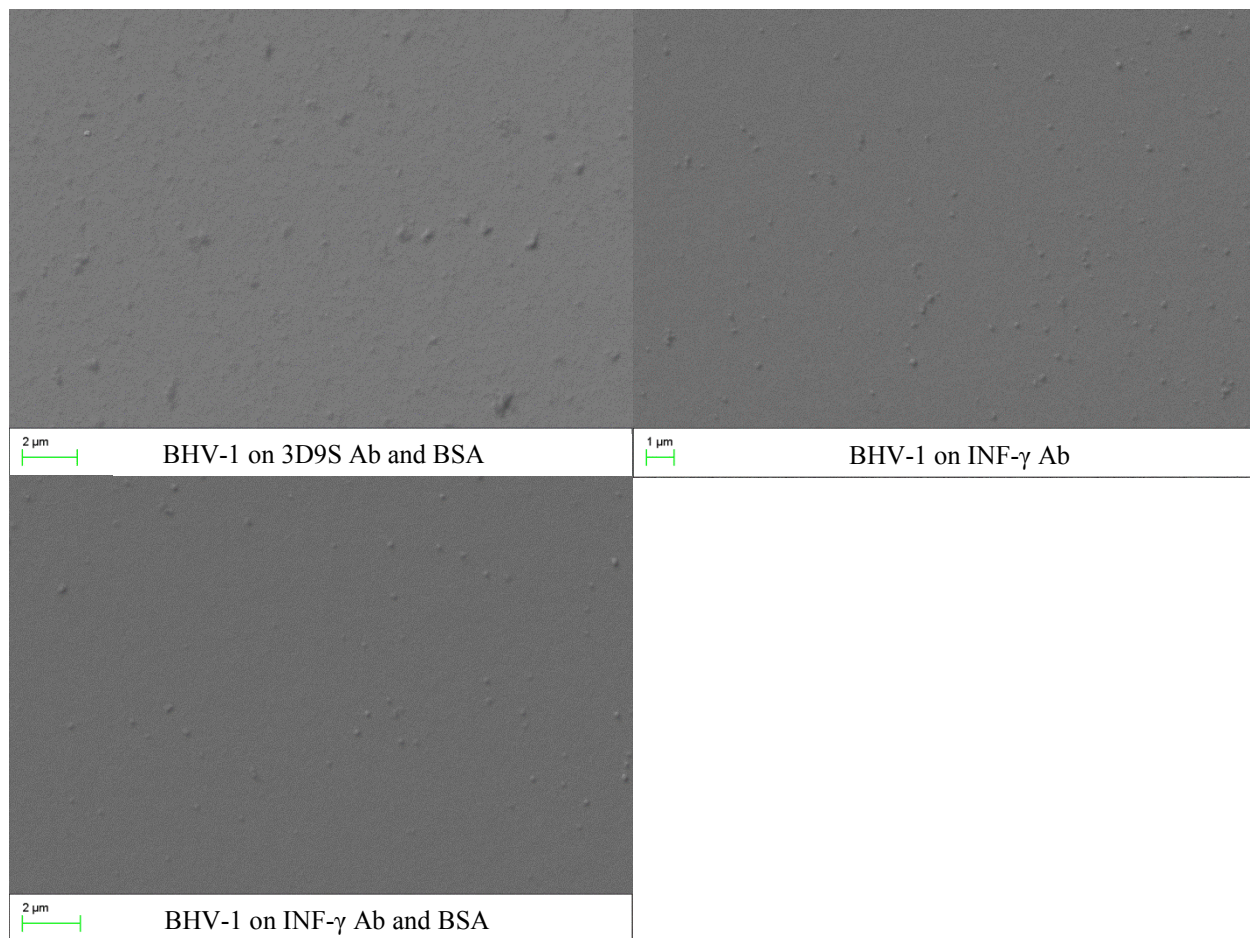 2 µm
BHV-1 on 3D9S Ab and BSA
1 µm
BHV-1 on INF-γ Ab
2 µm
BHV-1 on INF-γ Ab and BSA